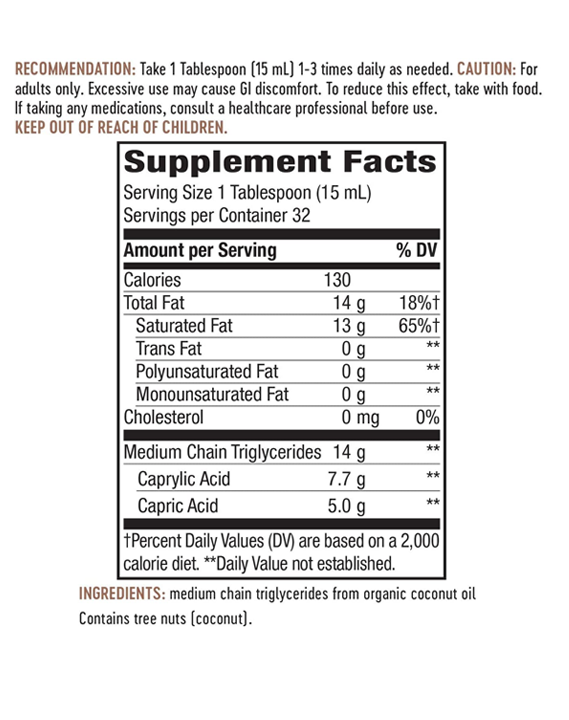 RECOMMENDATION: Take 1 Tablespoon (15 mL) 1-3 times daily as needed. CAUTION: For
adults only. Excessive use may cause GI discomfort. To reduce this effect, take with food.
If taking any medications, consult a healthcare professional before use.
KEEP OUT OF REACH OF CHILDREN.
Supplement Facts
Serving Size 1 Tablespoon (15 mL)
Servings per Container 32
Amount per Serving % DV
Calories 130
Total Fat 14 g 18%†
Saturated Fat 13 g 65%†
Trans Fat 0 g **
Polyunsaturated Fat 0 g **
Monounsaturated Fat 0 g **
Cholesterol 0 mg 0%
Medium Chain Triglycerides 14 g **
Caprylic Acid 7.7 g **
Capric Acid 5.0 g **
†Percent Daily Values (DV) are based on a 2,000
calorie diet. **Daily Value not established.
INGREDIENTS: medium chain triglycerides from organic coconut oil
Contains tree nuts (coconut).